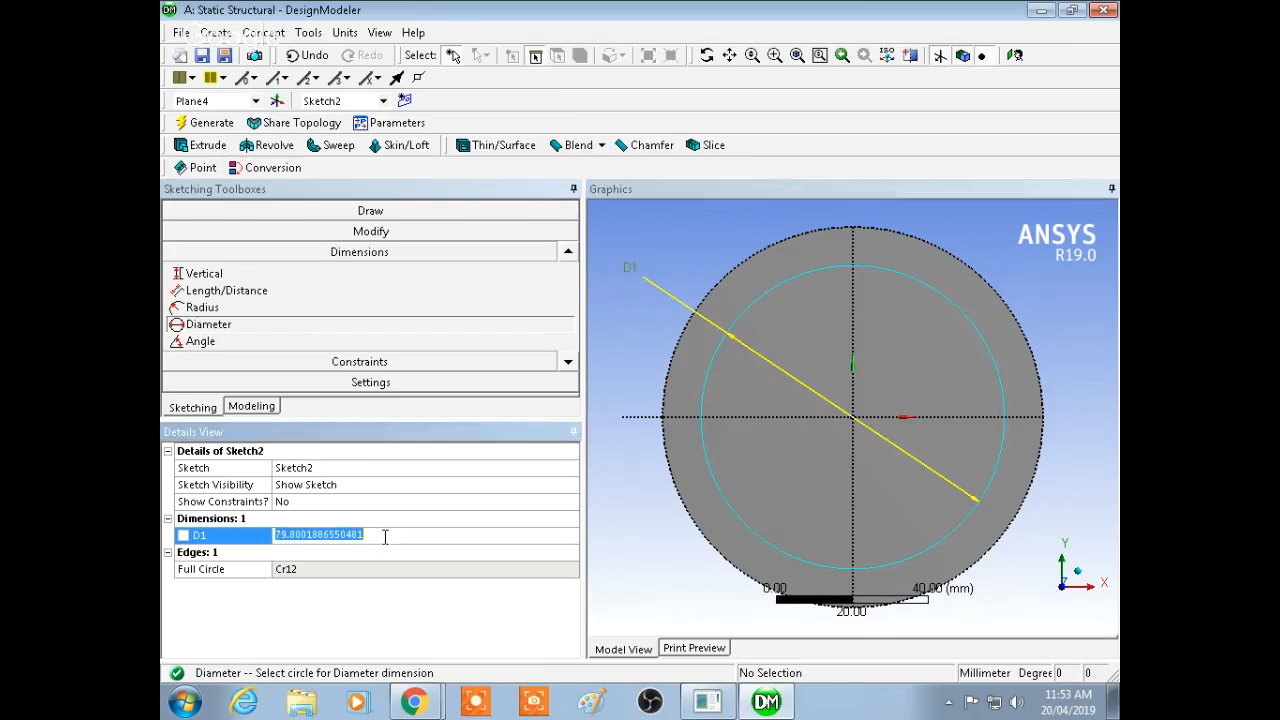 A: Static Structural - DesignModeler
File Create Concept Tools Units View Help
Undo Redo Select:
Plane4 Sketch2
Generate Share Topology Parameters
Extrude Revolve Sweep Skin/Loft Thin/Surface Blend Chamfer Slice
Point Conversion
Sketching Toolboxes
Draw
Modify
Dimensions
Vertical
Length/Distance
Radius
Diameter
Angle
Constraints
Settings
Sketching Modeling
Details View
Details of Sketch2
Sketch Sketch2
Sketch Visibility Show Sketch
Show Constraints? No
Dimensions: 1
D1 79.8001886550481
Edges: 1
Full Circle Cr12
Graphics
ANSYS
R19.0
D1
0.00 40.00 (mm)
20.00
Y
X
Z
Model View Print Preview
Diameter -- Select circle for Diameter dimension No Selection Millimeter Degree 0 0
DM 11:53 AM
20/04/2019